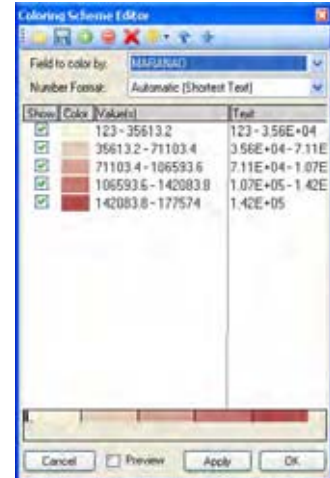 Coloring Scheme Editor
Field to color by: MARANAO
Number Format: Automatic (Shortest Text)
Show Color Value(s) Text
123 - 35613.2 123 - 3.56E+04
35613.2 - 71103.4 3.56E+04 - 7.11E
71103.4 - 106593.6 7.11E+04 - 1.07E
106593.6 - 142083.8 1.07E+05 - 1.42E
142083.8 - 177574 1.42E+05
Cancel Preview Apply OK